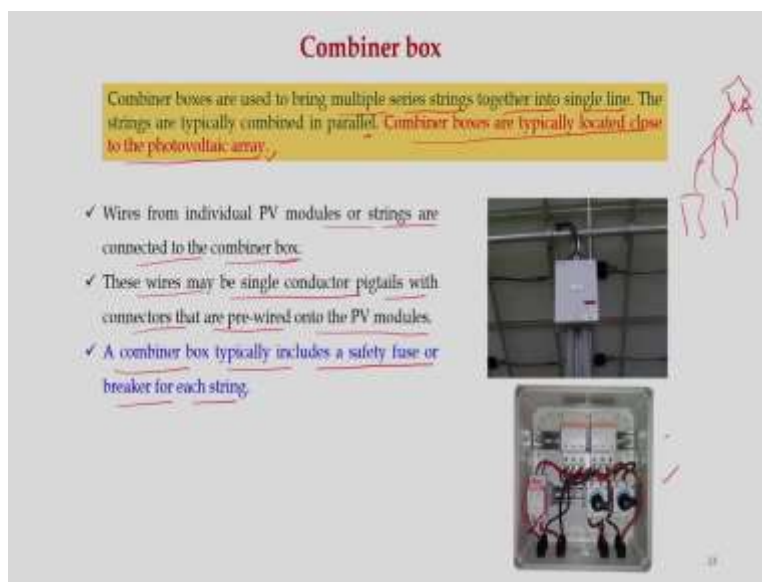 Combiner box
Combiner boxes are used to bring multiple series strings together into single line. The
strings are typically combined in parallel. Combiner boxes are typically located close
to the photovoltaic array.
✓ Wires from individual PV modules or strings are
connected to the combiner box.
✓ These wires may be single conductor pigtails with
connectors that are pre-wired onto the PV modules.
✓ A combiner box typically includes a safety fuse or
breaker for each string.